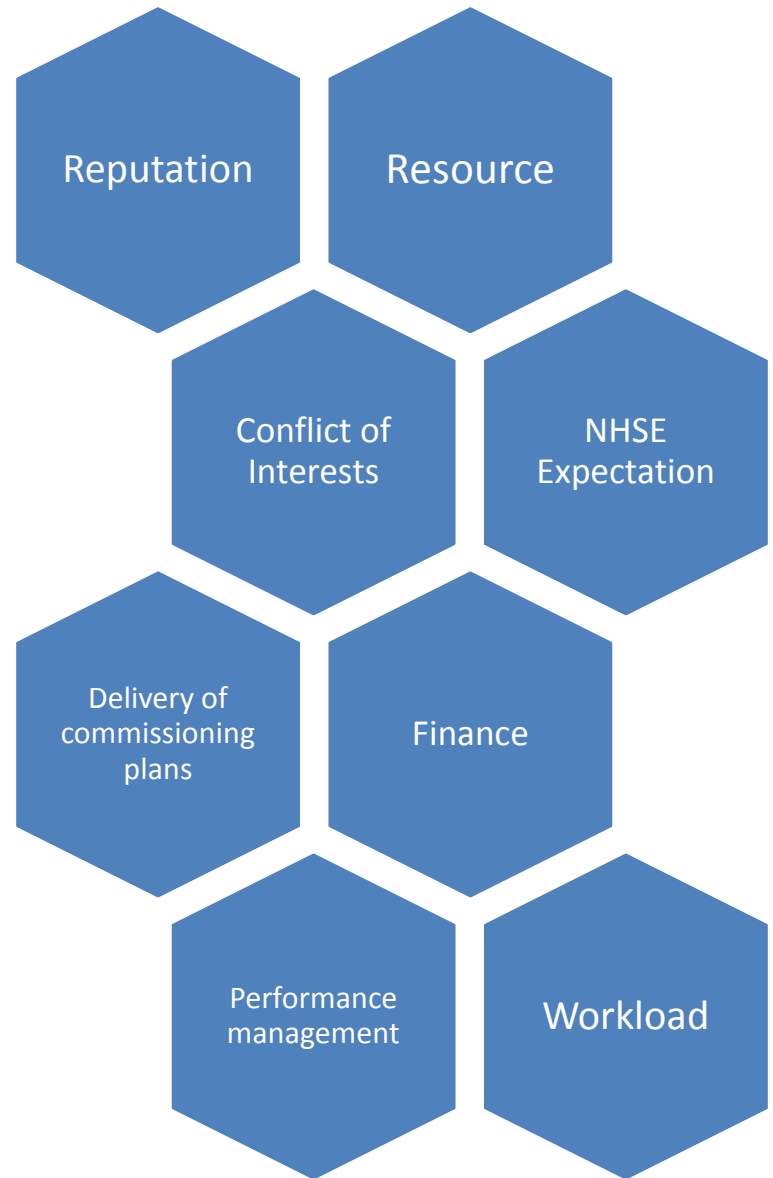 Reputation
Resource
Conflict of
Interests
NHSE
Expectation
Delivery of
commissioning
plans
Finance
Performance
management
Workload